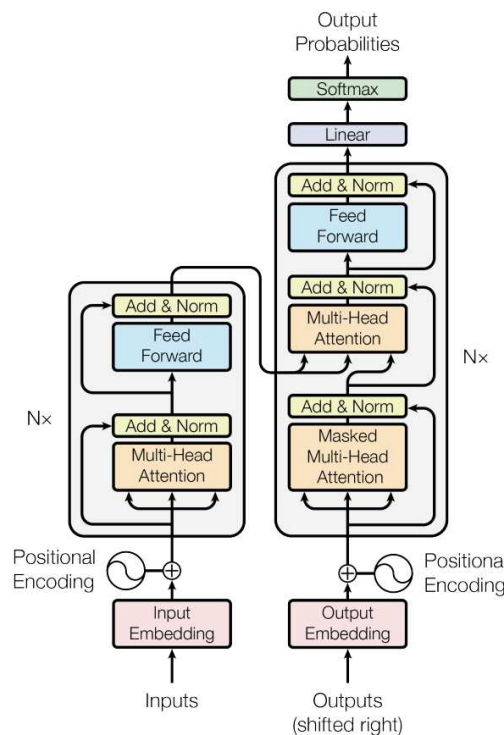 Output
Probabilities
Softmax
Linear
Add & Norm
Feed
Forward
Add & Norm
Multi-Head
Attention
Add & Norm
Masked
Multi-Head
Attention
N×
Add & Norm
Feed
Forward
Add & Norm
Multi-Head
Attention
N×
Positional
Encoding
Input
Embedding
Inputs
Positiona
Encoding
Output
Embedding
Outputs
(shifted right)